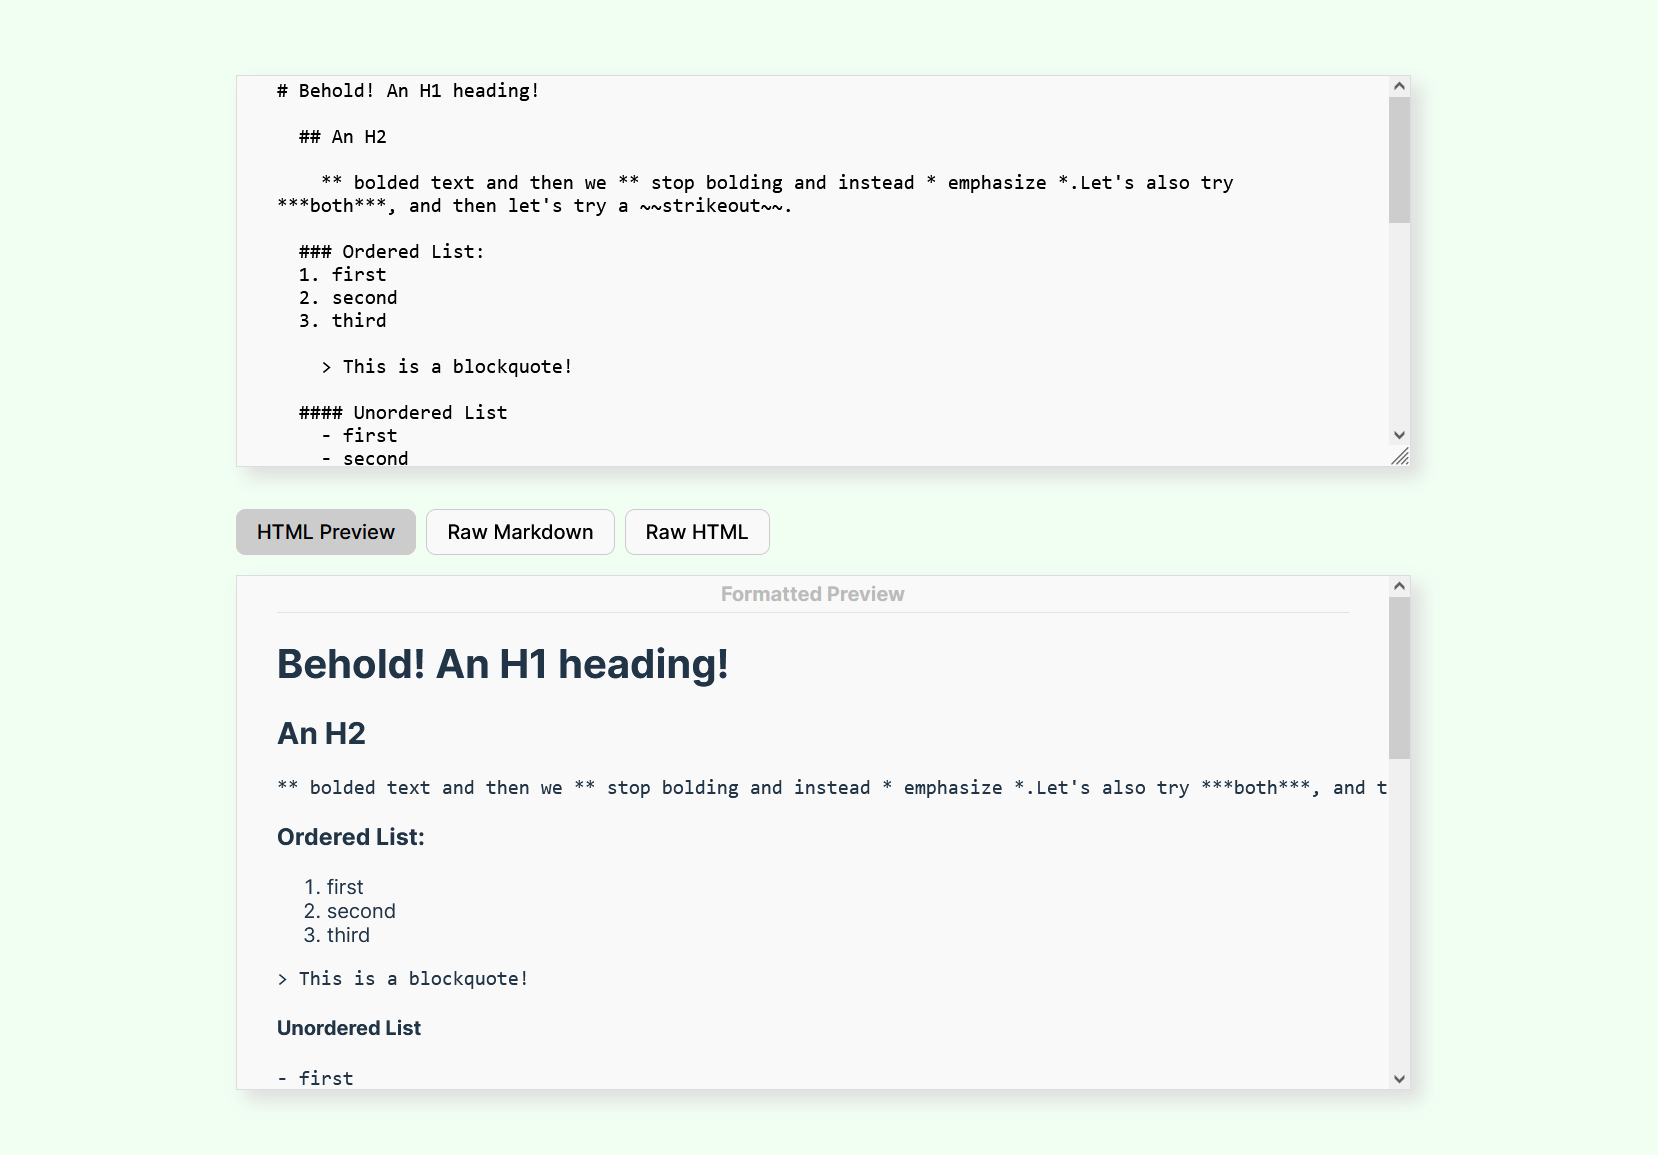 # Behold! An H1 heading!
## An H2
** bolded text and then we ** stop bolding and instead * emphasize *.Let's also try
***both***, and then let's try a ~~strikeout~~.
### Ordered List:
1. first
2. second
3. third
> This is a blockquote!
#### Unordered List
- first
- second
HTML Preview Raw Markdown Raw HTML
Formatted Preview
Behold! An H1 heading!
An H2
** bolded text and then we ** stop bolding and instead * emphasize *.Let's also try ***both***, and t
Ordered List:
1. first
2. second
3. third
> This is a blockquote!
Unordered List
- first